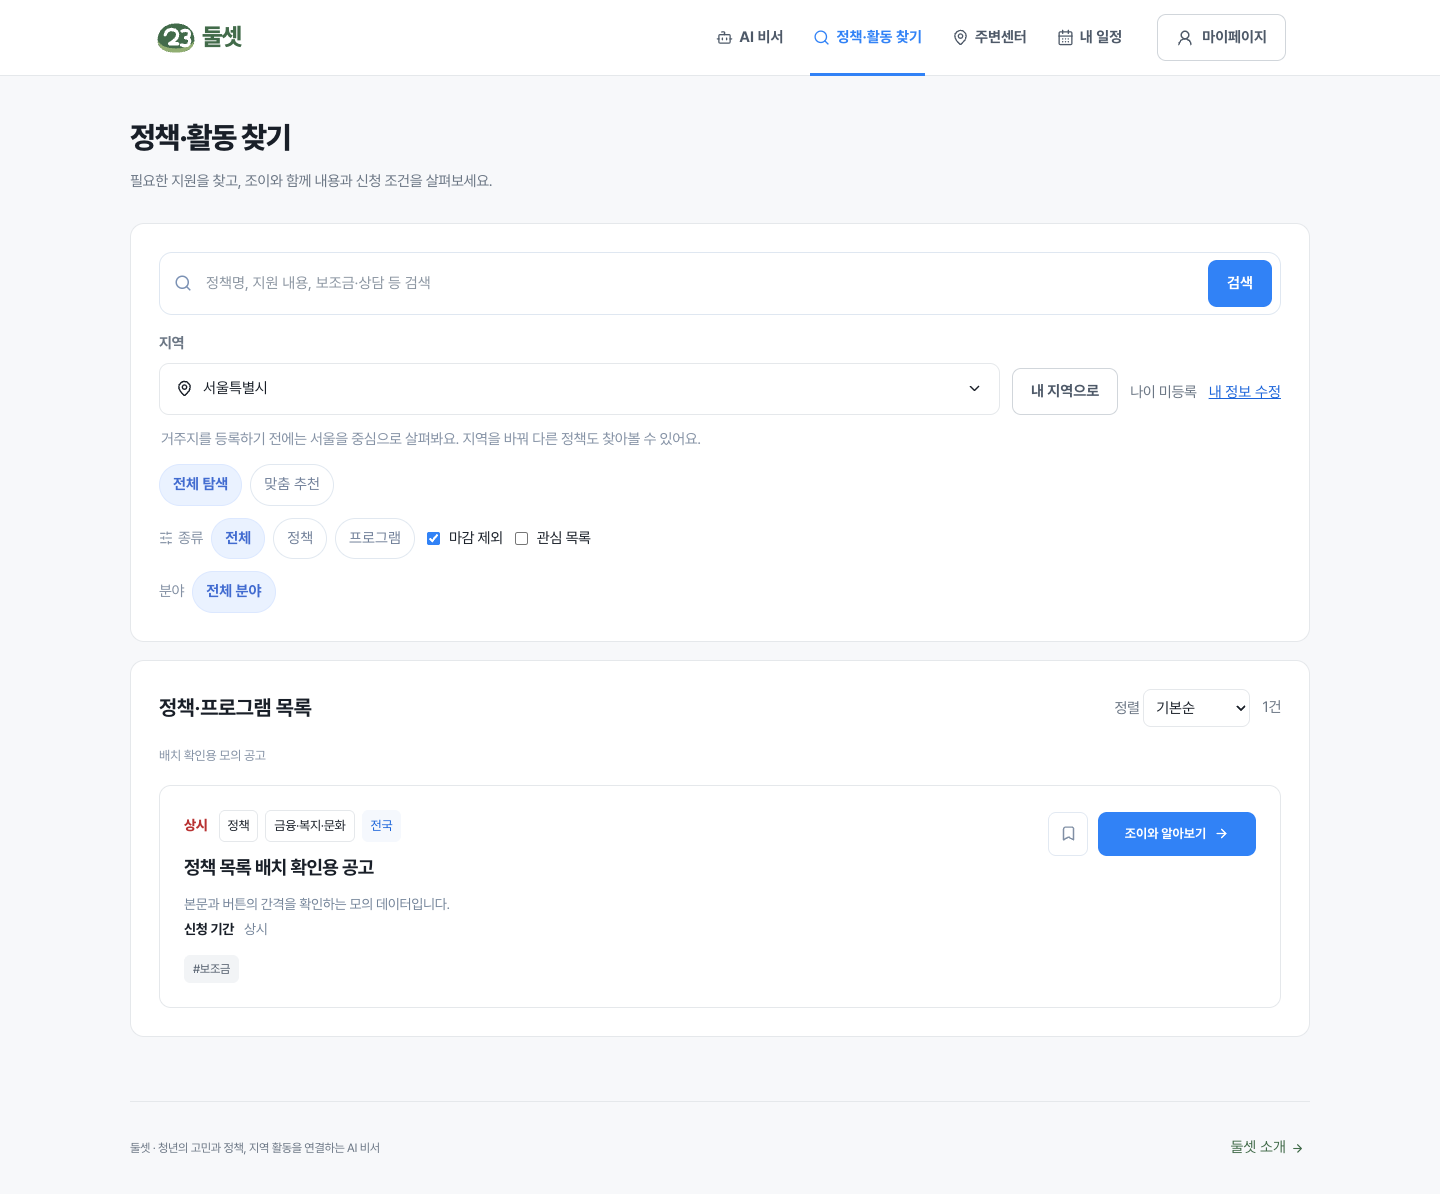 23 둘셋
AI 비서
정책·활동 찾기
주변센터
내 일정
마이페이지
정책·활동 찾기
필요한 지원을 찾고, 조이와 함께 내용과 신청 조건을 살펴보세요.
정책명, 지원 내용, 보조금·상담 등 검색
검색
지역
서울특별시
내 지역으로
나이 미등록
내 정보 수정
거주지를 등록하기 전에는 서울을 중심으로 살펴봐요. 지역을 바꿔 다른 정책도 찾아볼 수 있어요.
전체 탐색
맞춤 추천
종류
전체
정책
프로그램
마감 제외
관심 목록
분야
전체 분야
정책·프로그램 목록
정렬
기본순
1건
배치 확인용 모의 공고
상시
정책
금융·복지·문화
전국
조이와 알아보기
정책 목록 배치 확인용 공고
본문과 버튼의 간격을 확인하는 모의 데이터입니다.
신청 기간 상시
#보조금
둘셋 · 청년의 고민과 정책, 지역 활동을 연결하는 AI 비서
둘셋 소개